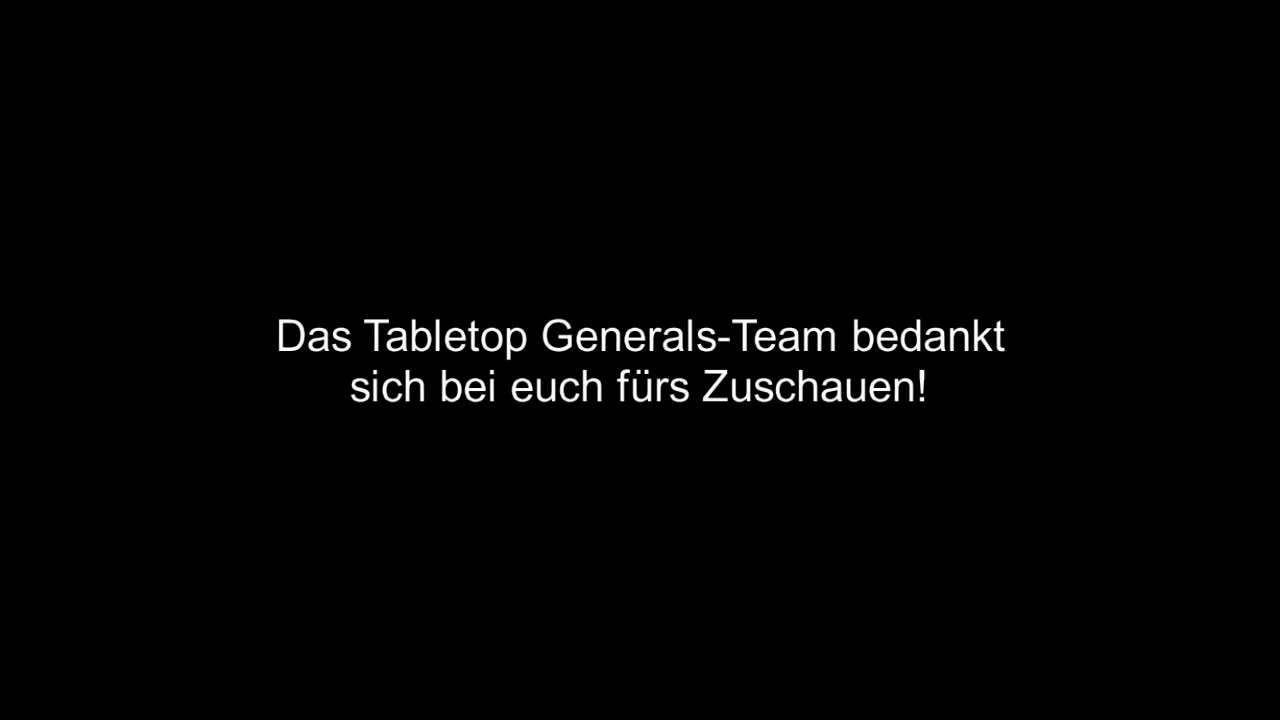 Das Tabletop Generals-Team bedankt
sich bei euch fürs Zuschauen!